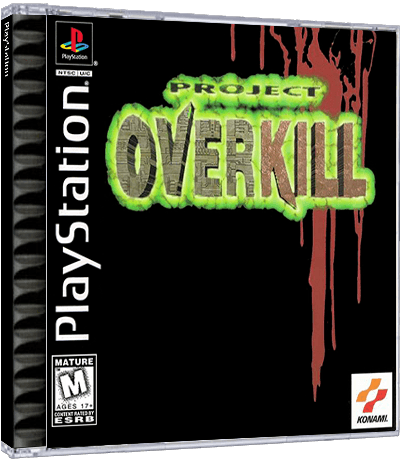 PlayStation
PlayStation
NTSC U/C
PlayStation
®
PROJECT
OVERKILL
MATURE
M
AGES 17+
CONTENT RATED BY
ESRB
KONAMI